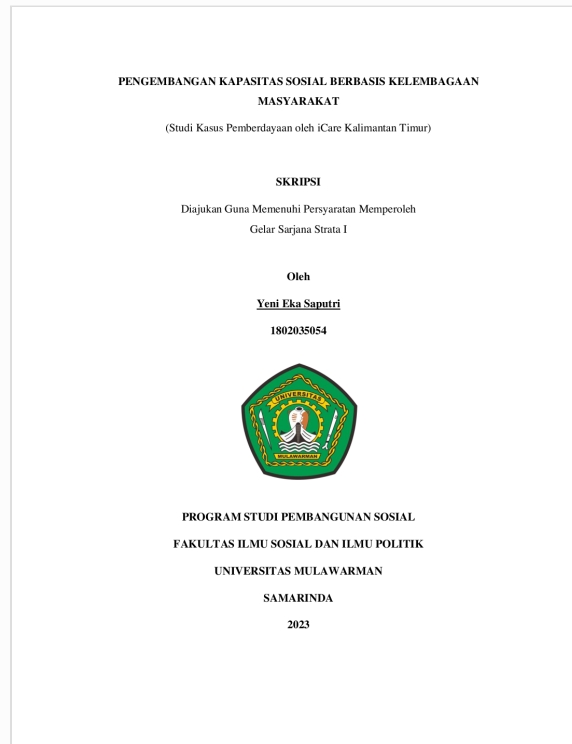 PENGEMBANGAN KAPASITAS SOSIAL BERBASIS KELEMBAGAAN
MASYARAKAT
(Studi Kasus Pemberdayaan oleh iCare Kalimantan Timur)
SKRIPSI
Diajukan Guna Memenuhi Persyaratan Memperoleh
Gelar Sarjana Strata I
Oleh
Yeni Eka Saputri
1802035054
UNIVERSITAS
MULAWARMAN
PROGRAM STUDI PEMBANGUNAN SOSIAL
FAKULTAS ILMU SOSIAL DAN ILMU POLITIK
UNIVERSITAS MULAWARMAN
SAMARINDA
2023